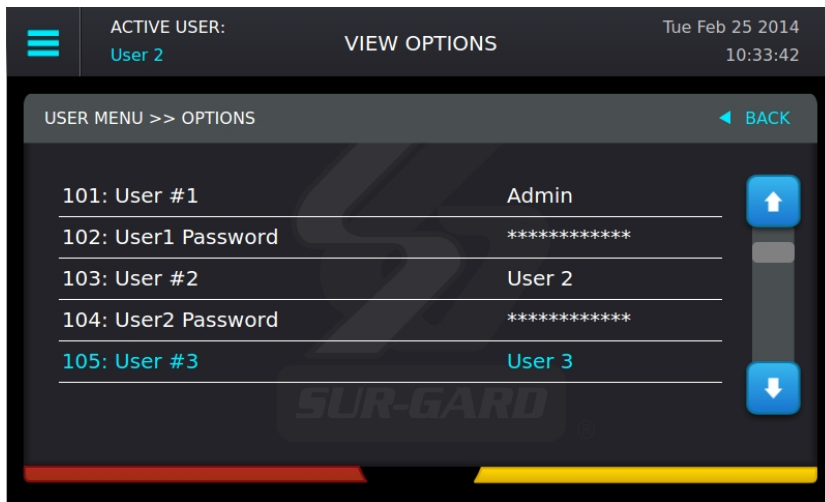 ACTIVE USER:
User 2
VIEW OPTIONS
Tue Feb 25 2014
10:33:42
USER MENU >> OPTIONS
BACK
101: User #1 Admin
102: User1 Password ************
103: User #2 User 2
104: User2 Password ************
105: User #3 User 3
SUR-GARD
®